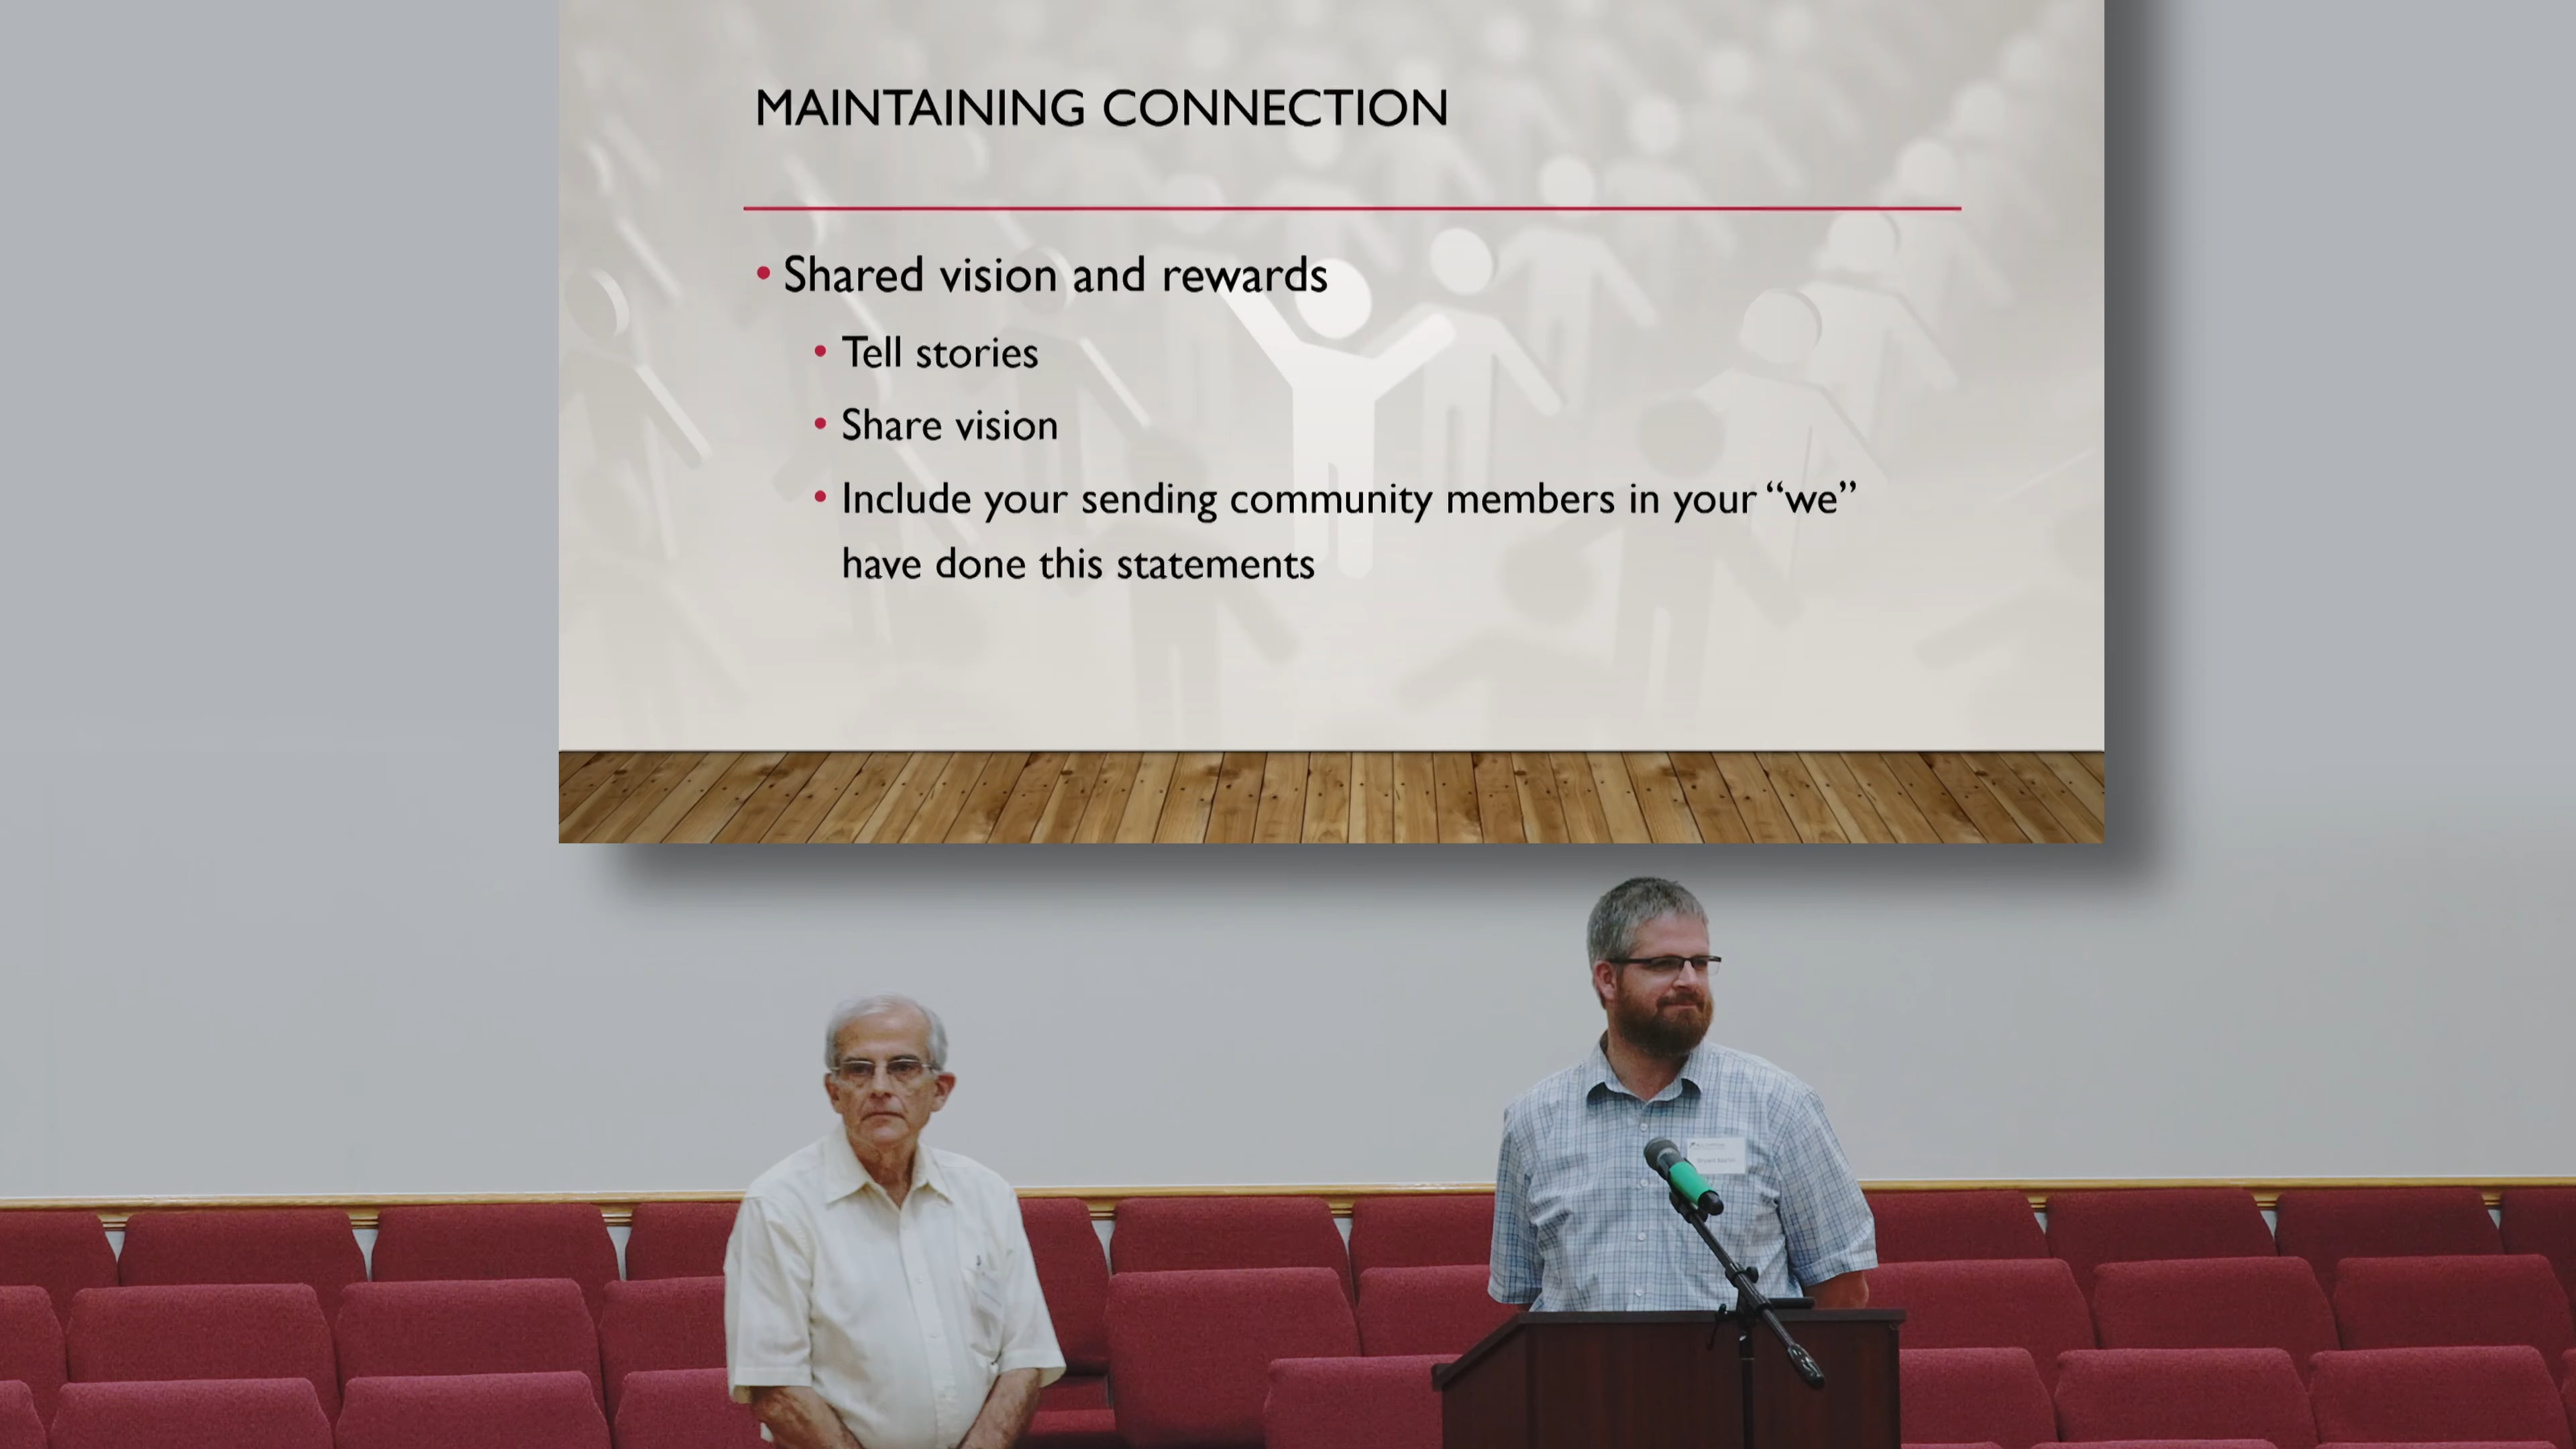 MAINTAINING CONNECTION
• Shared vision and rewards
• Tell stories
• Share vision
• Include your sending community members in your “we”
have done this statements